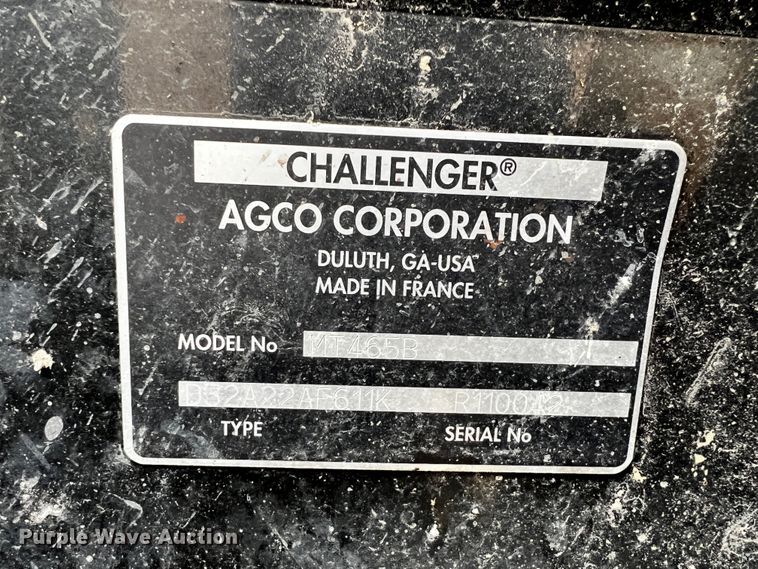 CHALLENGER®
AGCO CORPORATION
DULUTH, GA-USA
MADE IN FRANCE
MODEL No MT465B
TYPE SERIAL No
Purple Wave Auction